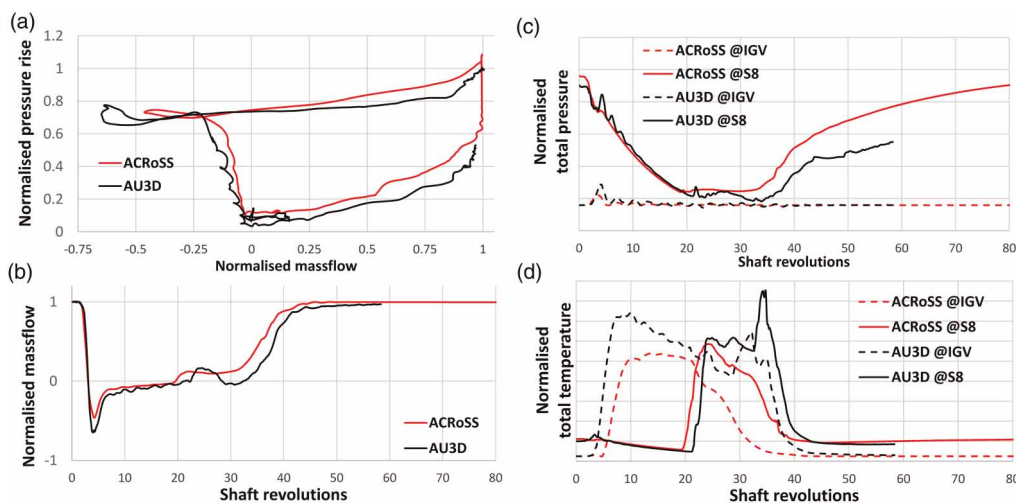 (a)
Normalised pressure rise
1.2
1
0.8
0.6
0.4
0.2
0
ACRoSS
AU3D
-0.75 -0.5 -0.25 0 0.25 0.5 0.75 1
Normalised massflow
(b)
Normalised massflow
1
0
-1
ACRoSS
AU3D
0 10 20 30 40 50 60 70 80
Shaft revolutions
(c)
Normalised
total pressure
ACRoSS @IGV
ACRoSS @S8
AU3D @IGV
AU3D @S8
0 10 20 30 40 50 60 70 80
Shaft revolutions
(d)
Normalised
total temperature
ACRoSS @IGV
ACRoSS @S8
AU3D @IGV
AU3D @S8
0 10 20 30 40 50 60 70 80
Shaft revolutions